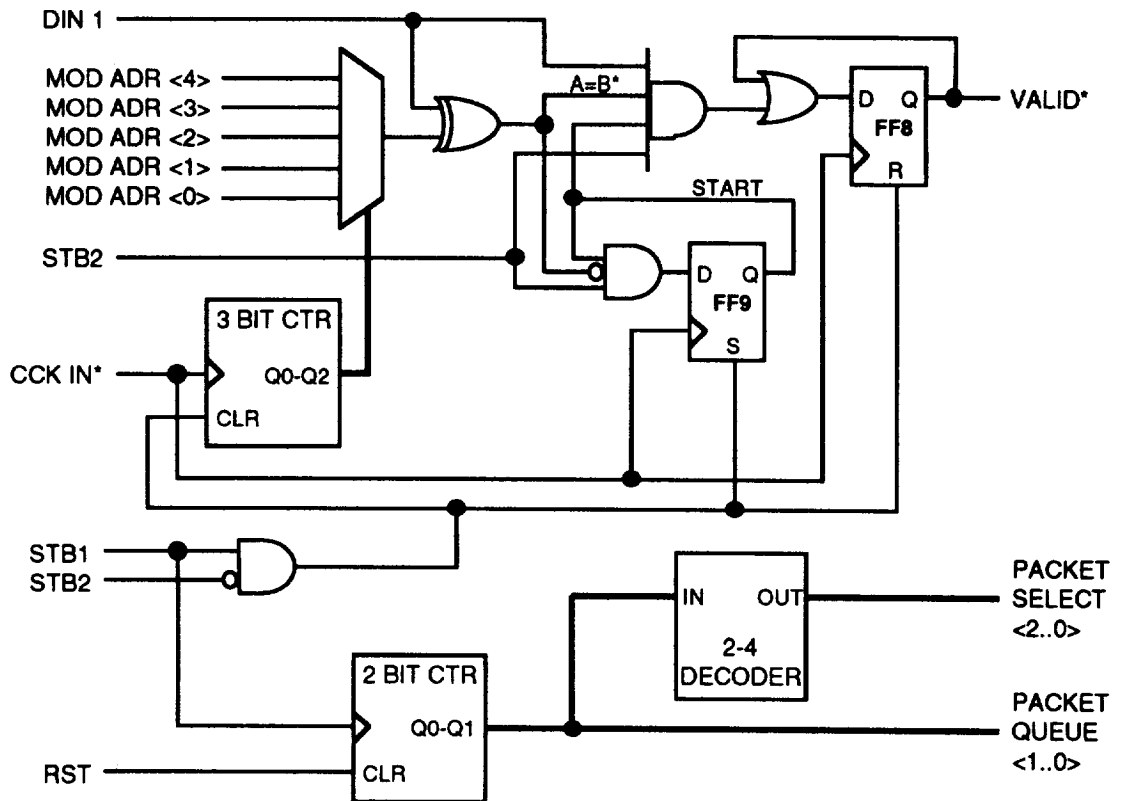 DIN 1
MOD ADR <4>
MOD ADR <3>
MOD ADR <2>
MOD ADR <1>
MOD ADR <0>
A=B*
D Q
FF8
R
VALID*
START
STB2
D Q
FF9
S
3 BIT CTR
Q0-Q2
CLR
CCK IN*
STB1
STB2
IN OUT
2-4
DECODER
PACKET
SELECT
<2..0>
2 BIT CTR
Q0-Q1
CLR
RST
PACKET
QUEUE
<1..0>